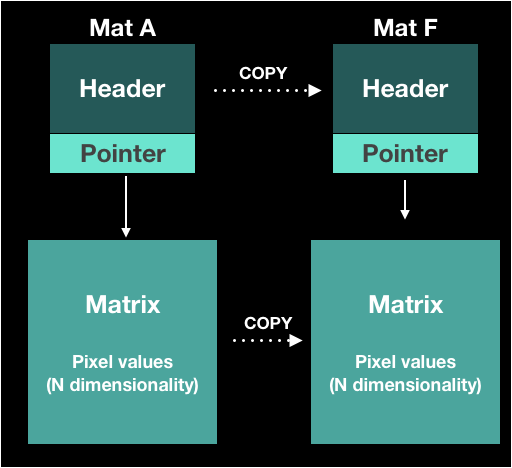 Mat A
Mat F
Header
COPY
Header
Pointer
Pointer
Matrix
Pixel values
(N dimensionality)
COPY
Matrix
Pixel values
(N dimensionality)